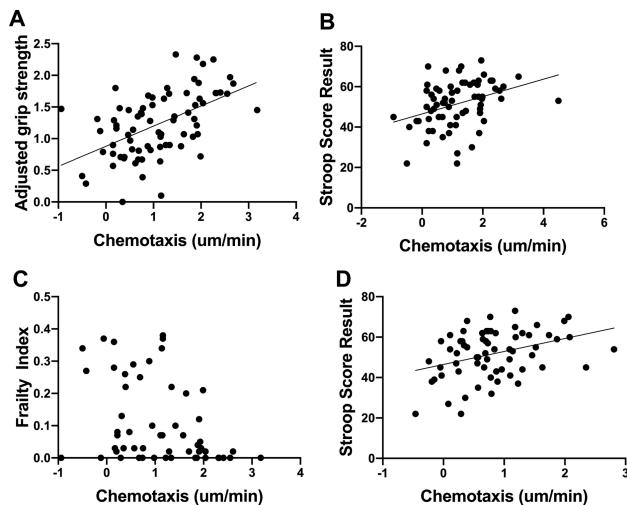 A
Adjusted grip strength
2.5
2.0
1.5
1.0
0.5
0.0
-1 0 1 2 3 4
Chemotaxis (um/min)
B
Stroop Score Result
80
60
40
20
0
-2 0 2 4 6
Chemotaxis (um/min)
C
Frailty Index
0.5
0.4
0.3
0.2
0.1
0.0
-1 0 1 2 3 4
Chemotaxis (um/min)
D
Stroop Score Result
80
60
40
20
0
-1 0 1 2 3
Chemotaxis (um/min)